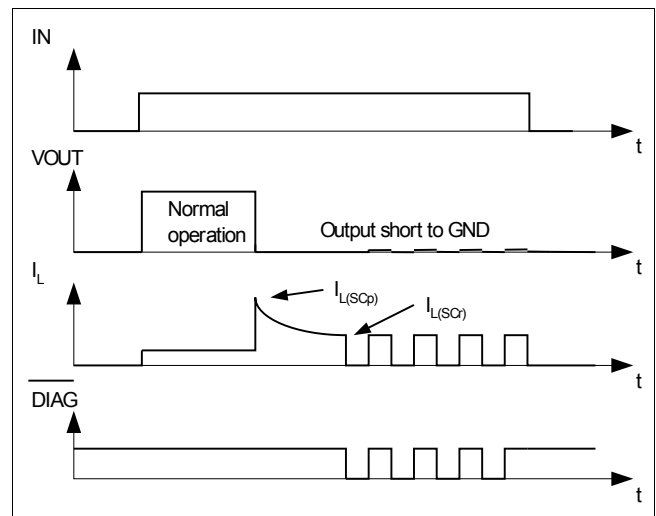 IN
t
VOUT
Normal
operation
Output short to GND
t
I_L
I_L(SCp)
I_L(SCr)
t
DIAG
t